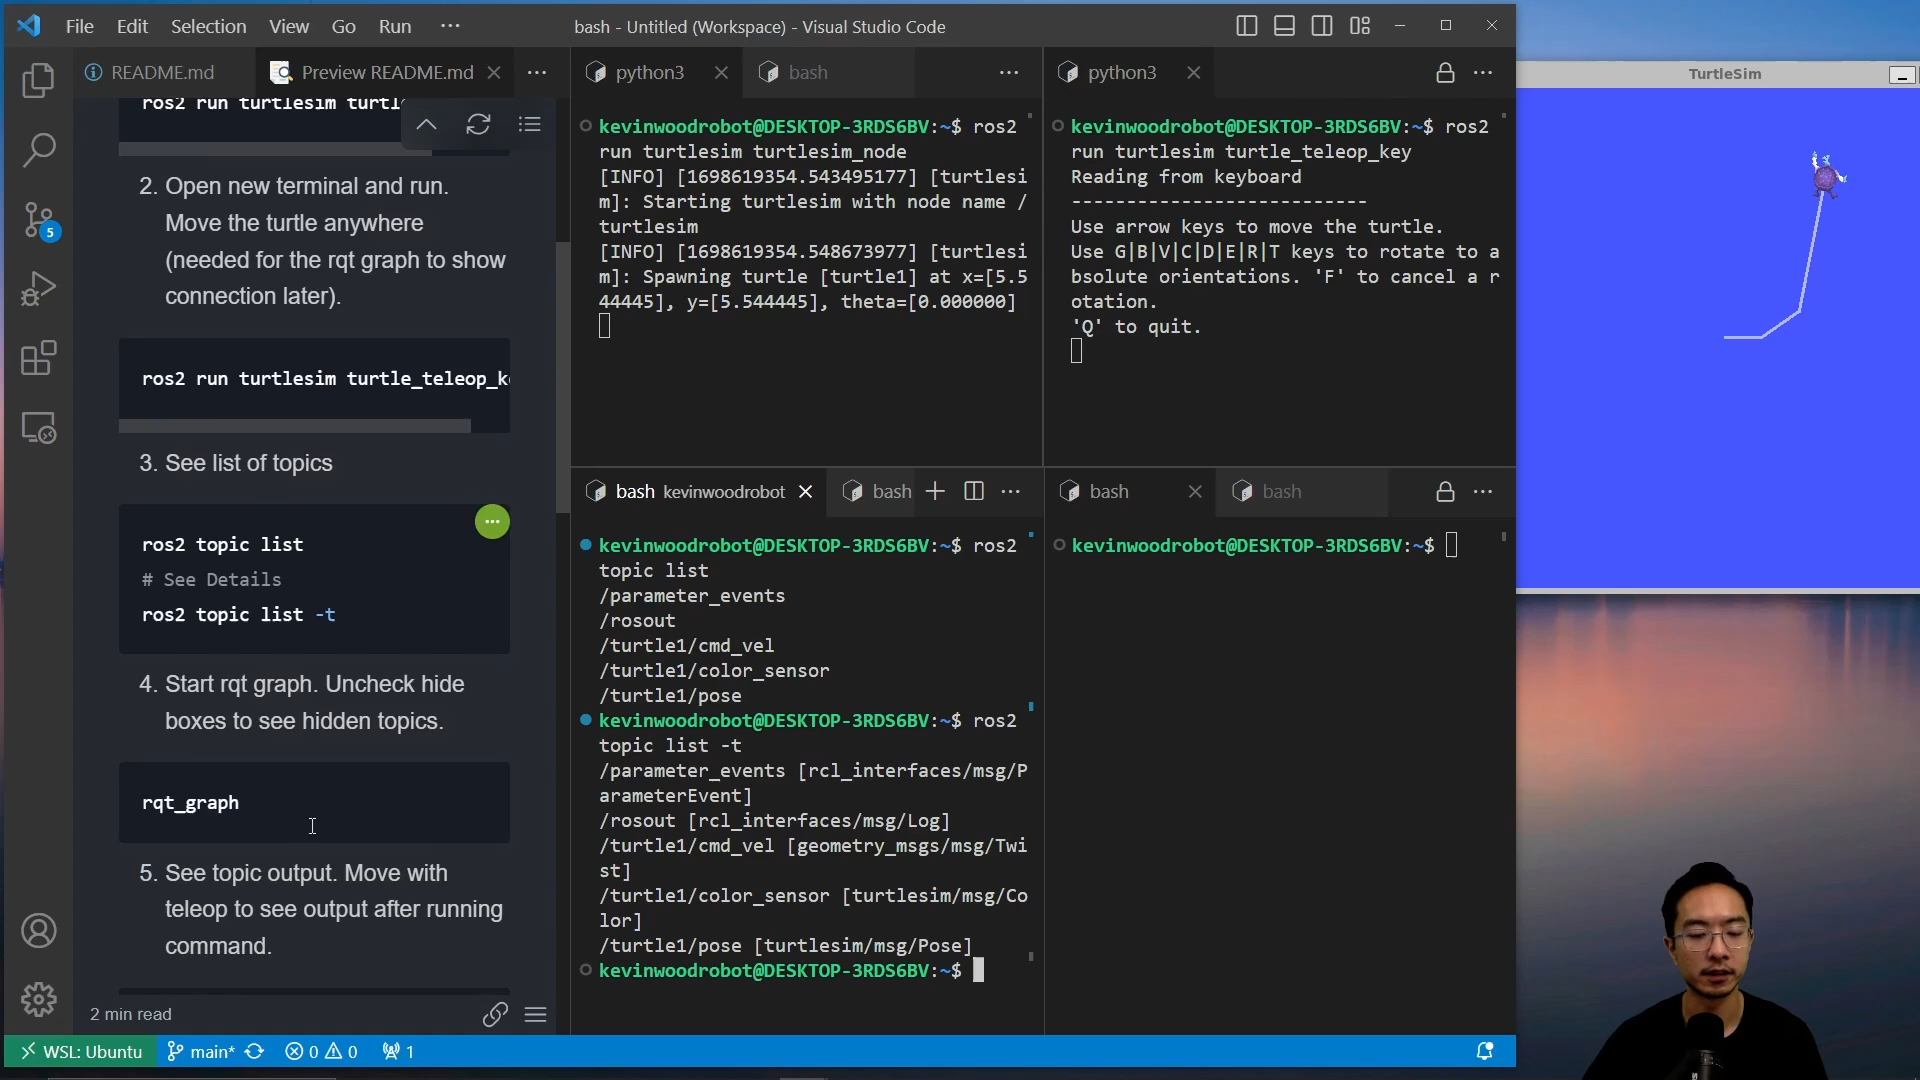 File Edit Selection View Go Run ···
bash - Untitled (Workspace) - Visual Studio Code
README.md
Preview README.md
ros2 run turtlesim turtl
2. Open new terminal and run.
Move the turtle anywhere
(needed for the rqt graph to show
connection later).
ros2 run turtlesim turtle_teleop_k
3. See list of topics
ros2 topic list
# See Details
ros2 topic list -t
4. Start rqt graph. Uncheck hide
boxes to see hidden topics.
rqt_graph
5. See topic output. Move with
teleop to see output after running
command.
2 min read
5
python3
bash
kevinwoodrobot@DESKTOP-3RDS6BV:~$ ros2
run turtlesim turtlesim_node
[INFO] [1698619354.543495177] [turtlesi
m]: Starting turtlesim with node name /
turtlesim
[INFO] [1698619354.548673977] [turtlesi
m]: Spawning turtle [turtle1] at x=[5.5
44445], y=[5.544445], theta=[0.000000]
python3
kevinwoodrobot@DESKTOP-3RDS6BV:~$ ros2
run turtlesim turtle_teleop_key
Reading from keyboard
---------------------------
Use arrow keys to move the turtle.
Use G|B|V|C|D|E|R|T keys to rotate to a
bsolute orientations. 'F' to cancel a r
otation.
'Q' to quit.
bash kevinwoodrobot
bash
kevinwoodrobot@DESKTOP-3RDS6BV:~$ ros2
topic list
/parameter_events
/rosout
/turtle1/cmd_vel
/turtle1/color_sensor
/turtle1/pose
kevinwoodrobot@DESKTOP-3RDS6BV:~$ ros2
topic list -t
/parameter_events [rcl_interfaces/msg/P
arameterEvent]
/rosout [rcl_interfaces/msg/Log]
/turtle1/cmd_vel [geometry_msgs/msg/Twi
st]
/turtle1/color_sensor [turtlesim/msg/Co
lor]
/turtle1/pose [turtlesim/msg/Pose]
kevinwoodrobot@DESKTOP-3RDS6BV:~$
bash
bash
kevinwoodrobot@DESKTOP-3RDS6BV:~$
TurtleSim
WSL: Ubuntu
main*
0
0
1